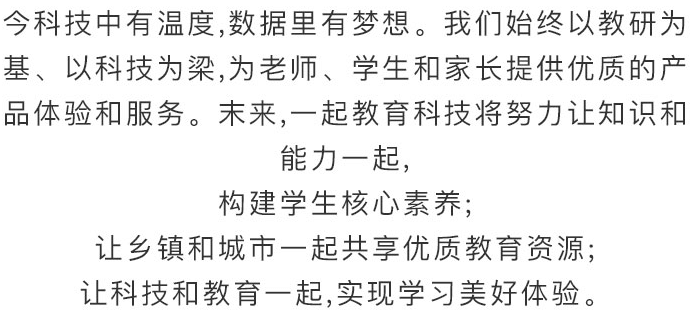 今科技中有温度,数据里有梦想。我们始终以教研为
基、以科技为梁,为老师、学生和家长提供优质的产
品体验和服务。末来,一起教育科技将努力让知识和
能力一起,
构建学生核心素养;
让乡镇和城市一起共享优质教育资源;
让科技和教育一起,实现学习美好体验。